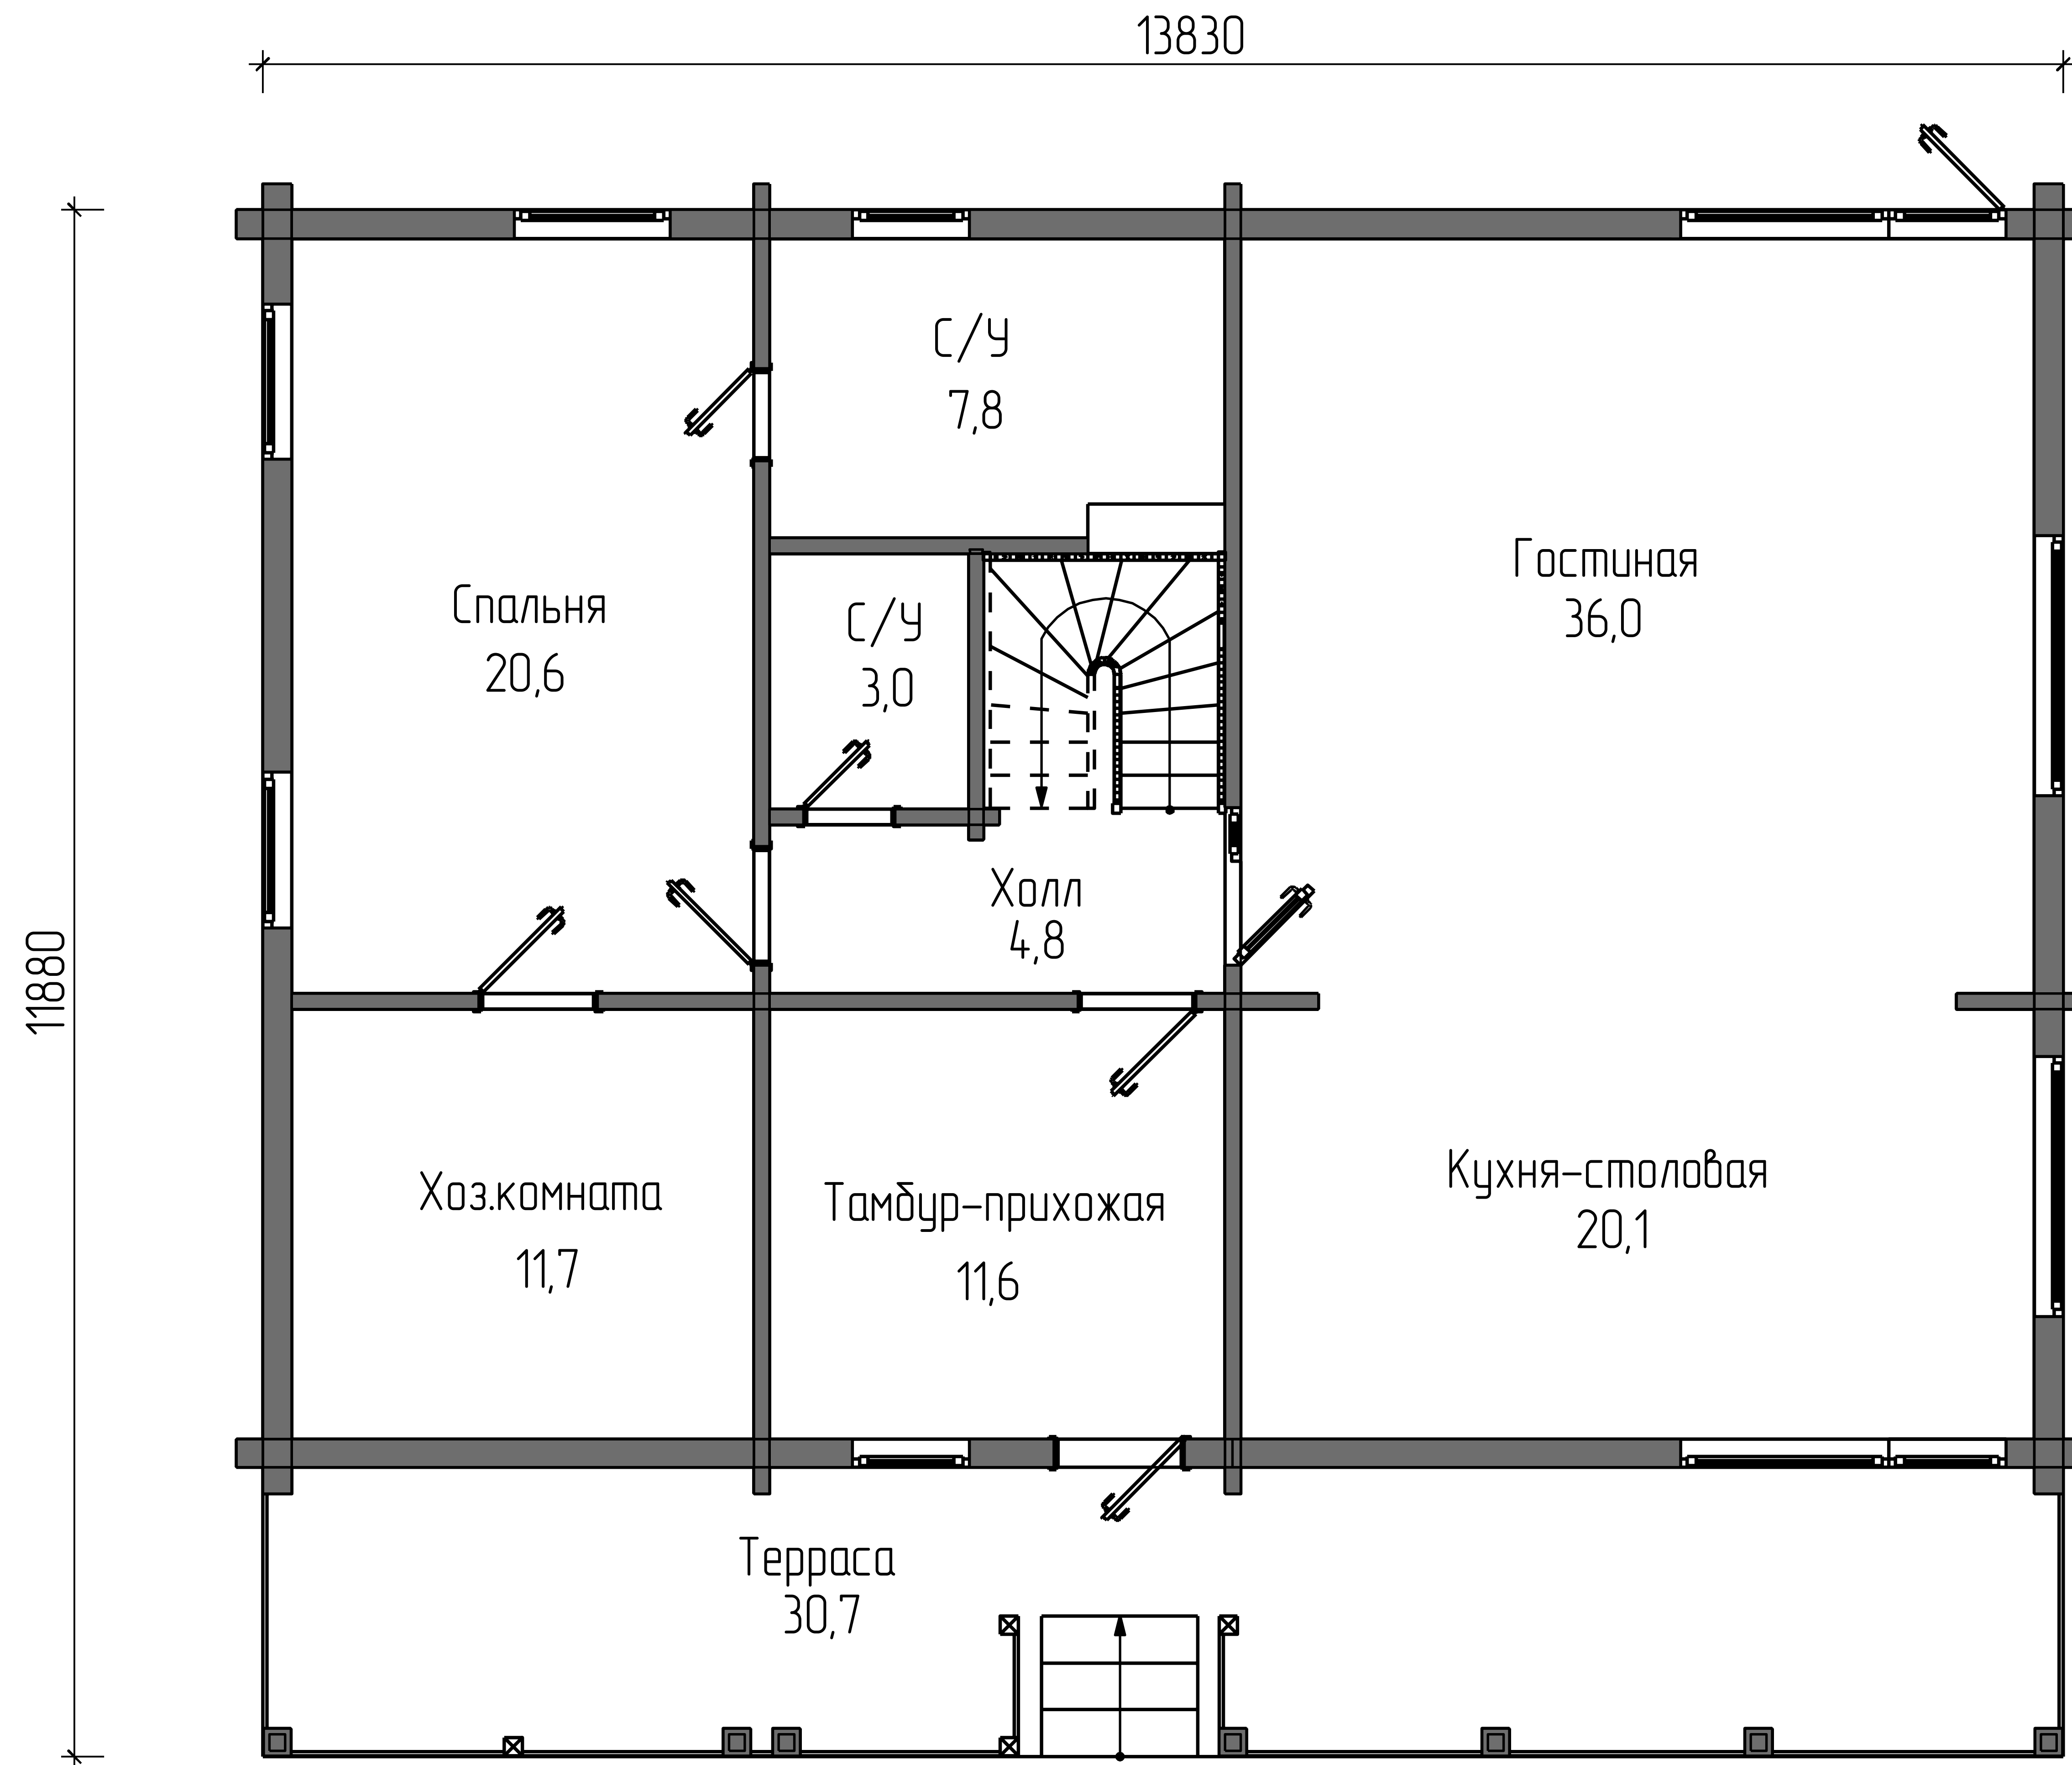 13830
С/У
7,8
Гостиная
36,0
Спальня
20,6
С/У
3,0
Холл
4,8
11880
Кухня-столовая
20,1
Хоз.комната
11,7
Тамбур-прихожая
11,6
Терраса
30,7